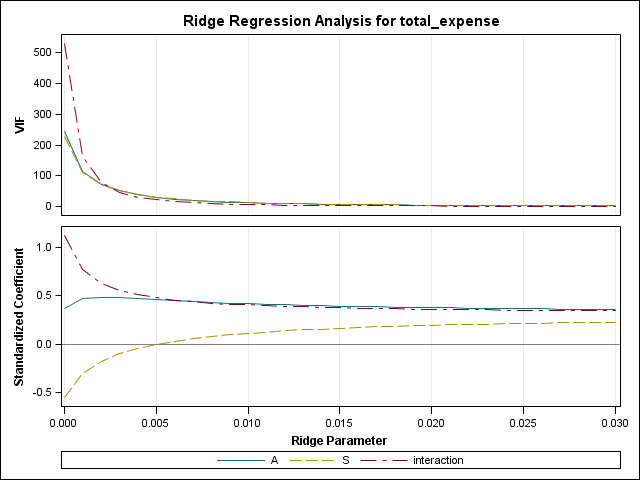 Ridge Regression Analysis for total_expense
500
400
300
200
100
0
VIF
1.0
0.5
0.0
-0.5
Standardized Coefficient
0.000 0.005 0.010 0.015 0.020 0.025 0.030
Ridge Parameter
A S interaction